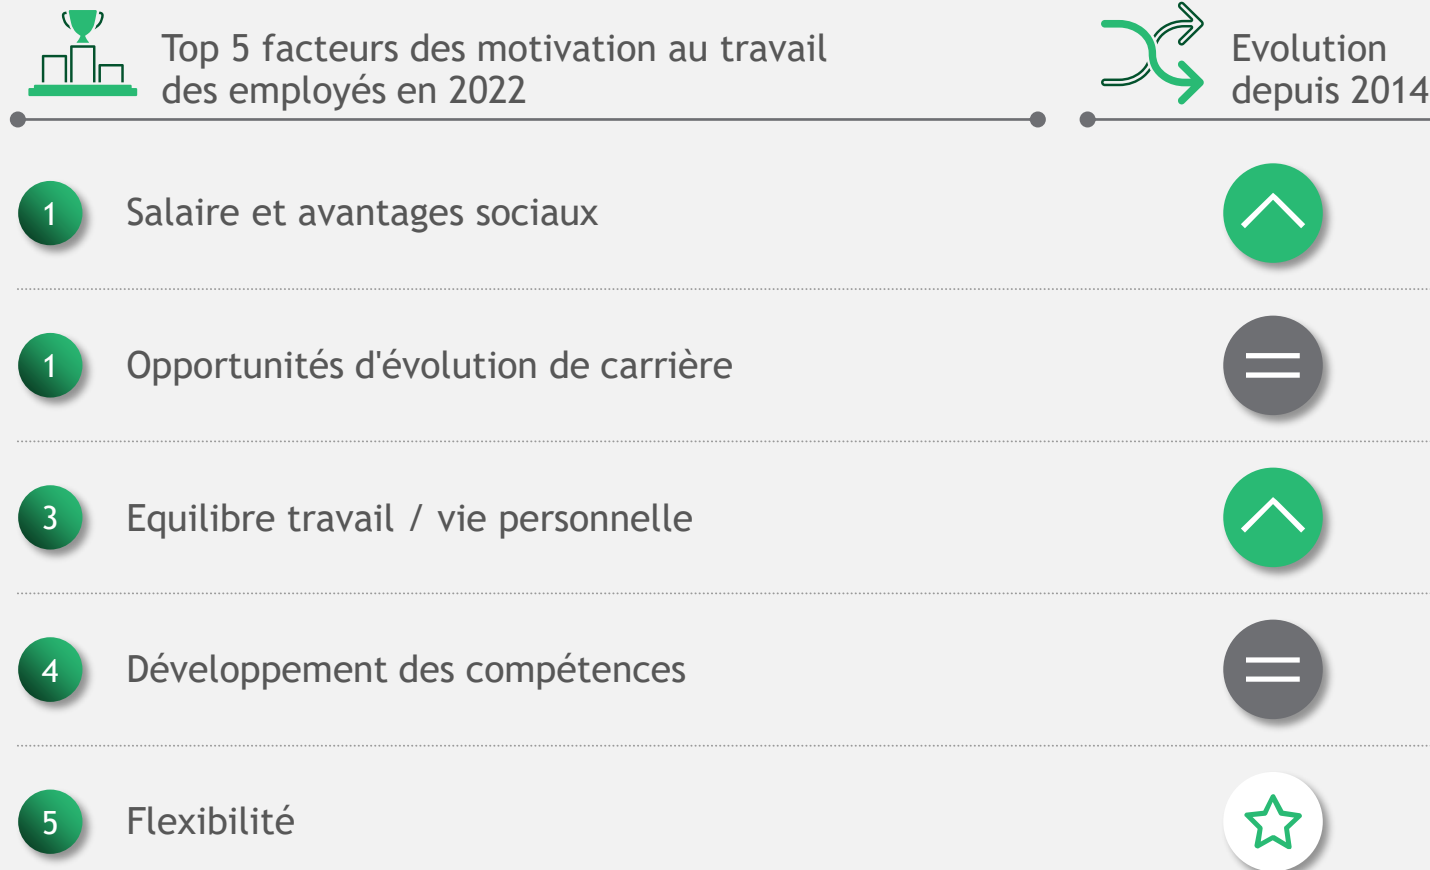 Top 5 facteurs des motivation au travail
des employés en 2022
Evolution
depuis 2014
1 Salaire et avantages sociaux
1 Opportunités d'évolution de carrière
3 Equilibre travail / vie personnelle
4 Développement des compétences
5 Flexibilité